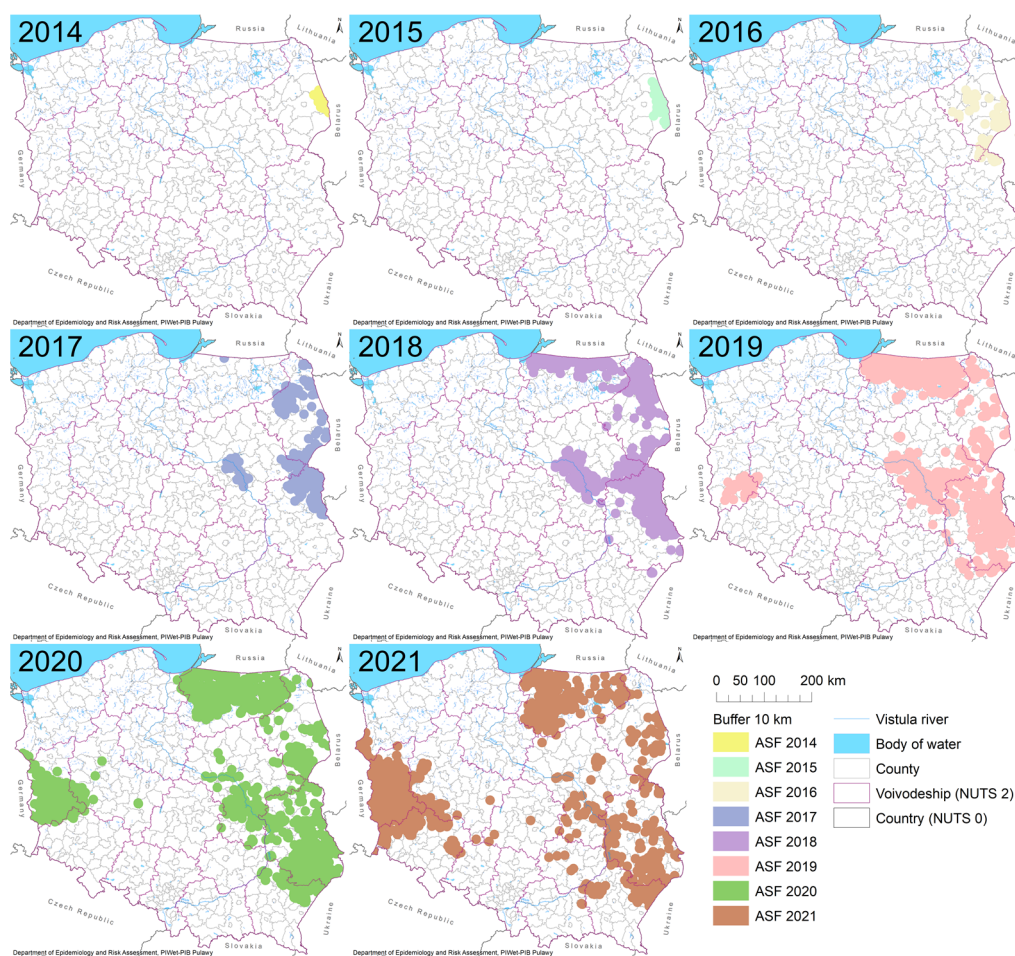 2014
Russia
Lithuania
N
Belarus
Germany
Czech Republic
Slovakia
Ukraine
Department of Epidemiology and Risk Assessment, PIWet-PIB Pulawy
2015
Russia
Lithuania
N
Belarus
Germany
Czech Republic
Slovakia
Ukraine
Department of Epidemiology and Risk Assessment, PIWet-PIB Pulawy
2016
Russia
Lithuania
N
Belarus
Germany
Czech Republic
Slovakia
Ukraine
Department of Epidemiology and Risk Assessment, PIWet-PIB Pulawy
2017
Russia
Lithuania
N
Belarus
Germany
Czech Republic
Slovakia
Ukraine
Department of Epidemiology and Risk Assessment, PIWet-PIB Pulawy
2018
Russia
Lithuania
N
Belarus
Germany
Czech Republic
Slovakia
Ukraine
Department of Epidemiology and Risk Assessment, PIWet-PIB Pulawy
2019
Russia
Lithuania
N
Belarus
Germany
Czech Republic
Slovakia
Ukraine
Department of Epidemiology and Risk Assessment, PIWet-PIB Pulawy
2020
Russia
Lithuania
N
Belarus
Germany
Czech Republic
Slovakia
Ukraine
Department of Epidemiology and Risk Assessment, PIWet-PIB Pulawy
2021
Russia
Lithuania
N
Belarus
Germany
Czech Republic
Slovakia
Ukraine
Department of Epidemiology and Risk Assessment, PIWet-PIB Pulawy
0 50 100 200 km
Buffer 10 km
ASF 2014
ASF 2015
ASF 2016
ASF 2017
ASF 2018
ASF 2019
ASF 2020
ASF 2021
Vistula river
Body of water
County
Voivodeship (NUTS 2)
Country (NUTS 0)